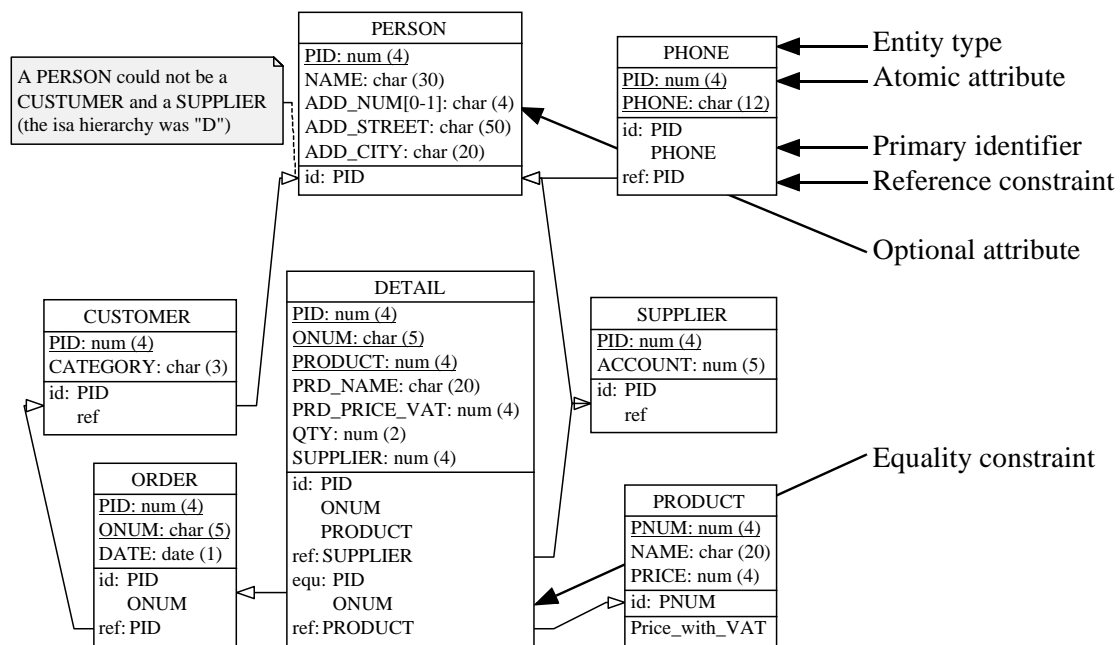 PERSON
PID: num (4)
NAME: char (30)
ADD_NUM[0-1]: char (4)
ADD_STREET: char (50)
ADD_CITY: char (20)
id: PID
A PERSON could not be a
CUSTUMER and a SUPPLIER
(the isa hierarchy was "D")
PHONE
PID: num (4)
PHONE: char (12)
id: PID
PHONE
ref: PID
Entity type
Atomic attribute
Primary identifier
Reference constraint
Optional attribute
CUSTOMER
PID: num (4)
CATEGORY: char (3)
id: PID
ref
DETAIL
PID: num (4)
ONUM: char (5)
PRODUCT: num (4)
PRD_NAME: char (20)
PRD_PRICE_VAT: num (4)
QTY: num (2)
SUPPLIER: num (4)
id: PID
ONUM
PRODUCT
ref: SUPPLIER
equ: PID
ONUM
ref: PRODUCT
SUPPLIER
PID: num (4)
ACCOUNT: num (5)
id: PID
ref
ORDER
PID: num (4)
ONUM: char (5)
DATE: date (1)
id: PID
ONUM
ref: PID
Equality constraint
PRODUCT
PNUM: num (4)
NAME: char (20)
PRICE: num (4)
id: PNUM
Price_with_VAT